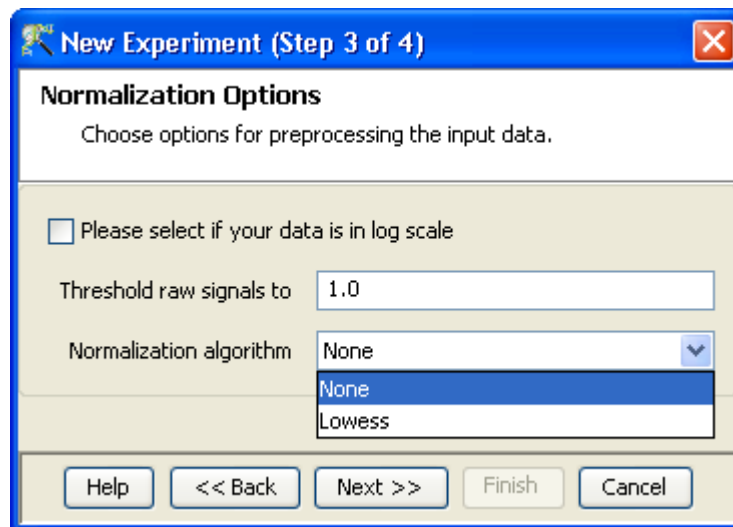 New Experiment (Step 3 of 4)
Normalization Options
Choose options for preprocessing the input data.
Please select if your data is in log scale
Threshold raw signals to 1.0
Normalization algorithm None
None
Lowess
Help << Back Next >> Finish Cancel